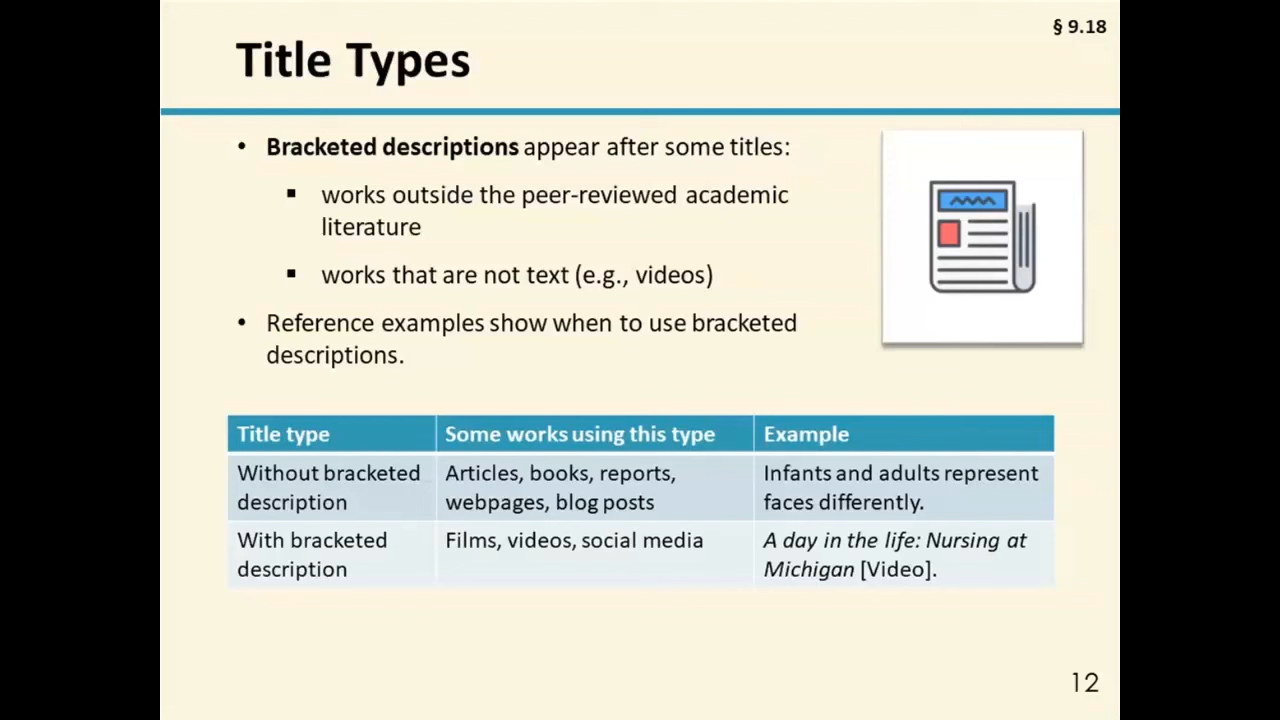 § 9.18
Title Types
• Bracketed descriptions appear after some titles:
▪ works outside the peer-reviewed academic
literature
▪ works that are not text (e.g., videos)
• Reference examples show when to use bracketed
descriptions.
Title type Some works using this type Example
Without bracketed Articles, books, reports, Infants and adults represent
description webpages, blog posts faces differently.
With bracketed Films, videos, social media A day in the life: Nursing at
description Michigan [Video].
12